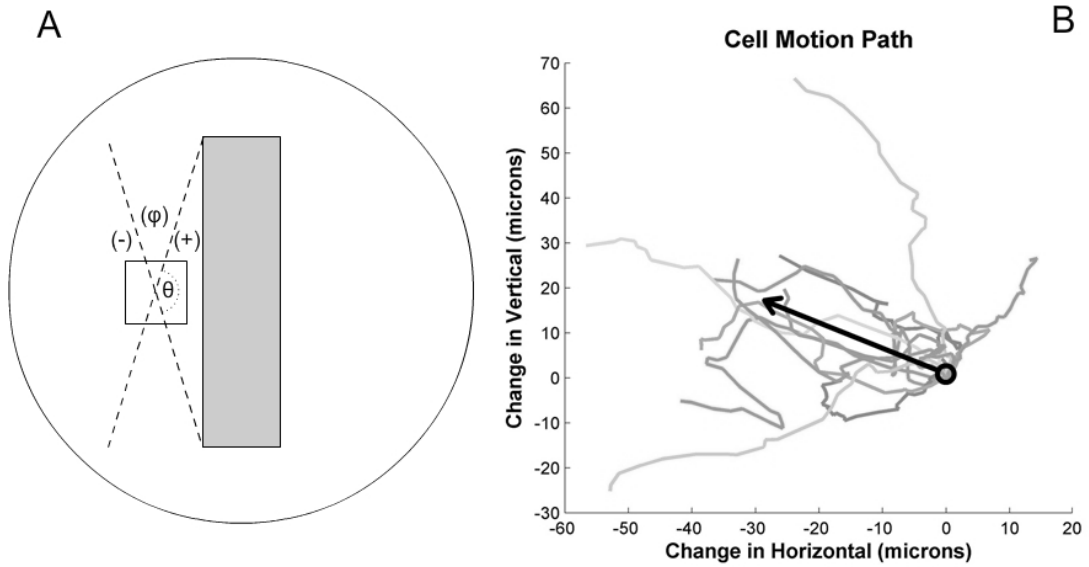 A
(φ)
(-)
(+)
θ
B
Cell Motion Path
Change in Vertical (microns)
70
60
50
40
30
20
10
0
-10
-20
-30
-60 -50 -40 -30 -20 -10 0 10 20
Change in Horizontal (microns)